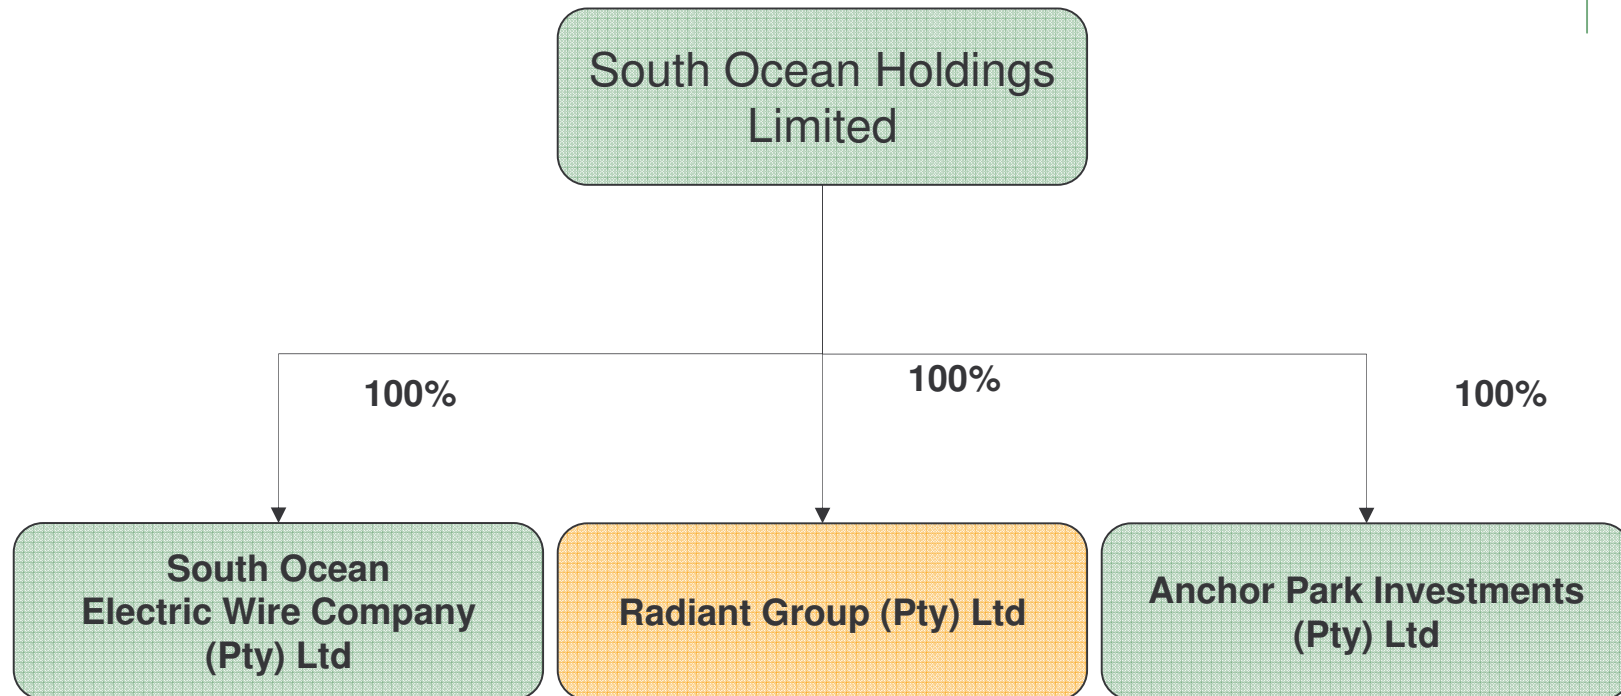 South Ocean Holdings
Limited
100%
100%
100%
South Ocean
Electric Wire Company
(Pty) Ltd
Radiant Group (Pty) Ltd
Anchor Park Investments
(Pty) Ltd